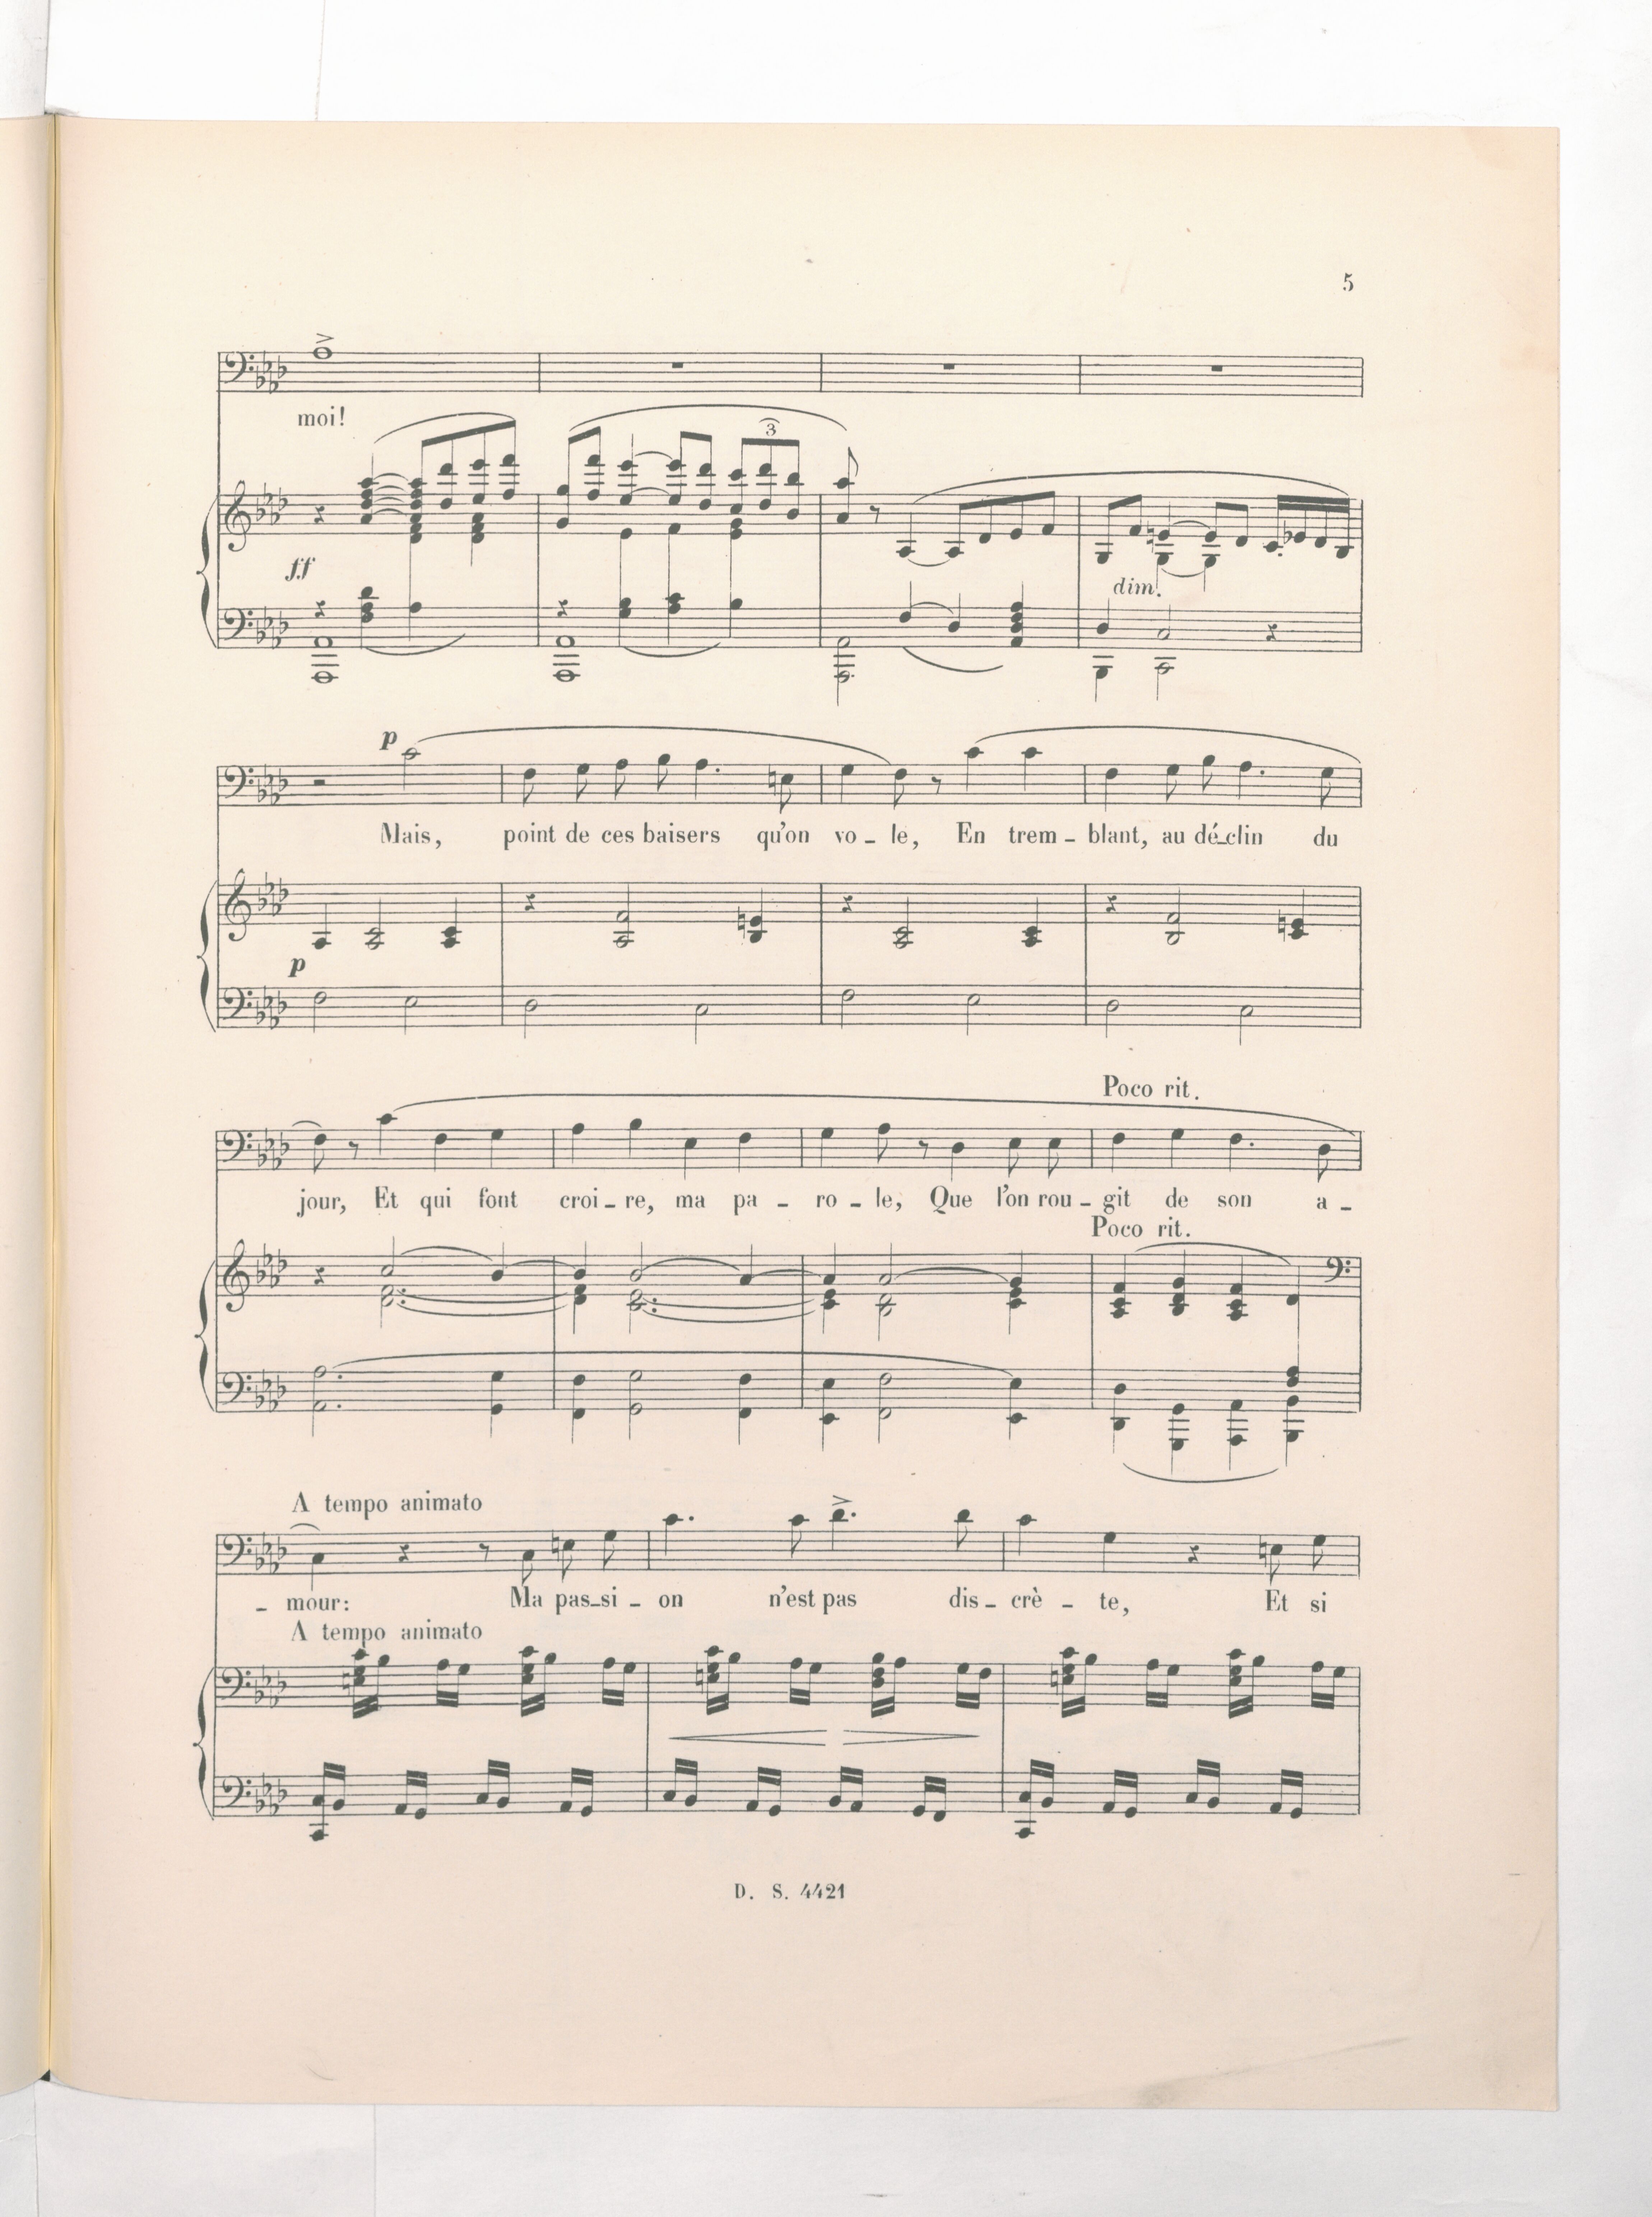 5
moi!
3
ff
dim.
p
Mais, point de ces baisers qu'on vo - le, En trem - blant, au dé-clin du
p
Poco rit.
jour, Et qui font croi - re, ma pa - ro - le, Que l'on rou - git de son a -
Poco rit.
A tempo animato
- mour: Ma pas-si - on n'est pas dis - crè - te, Et si
A tempo animato
D. S. 4421